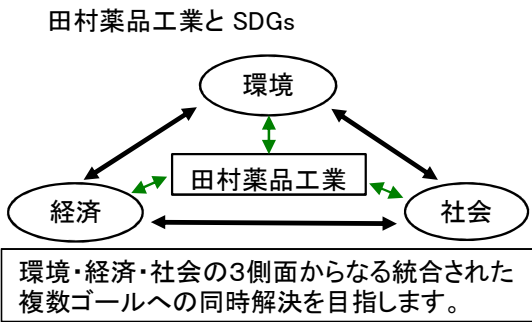 田村薬品工業と SDGs
環境
田村薬品工業
経済
社会
環境・経済・社会の3側面からなる統合された
複数ゴールへの同時解決を目指します。